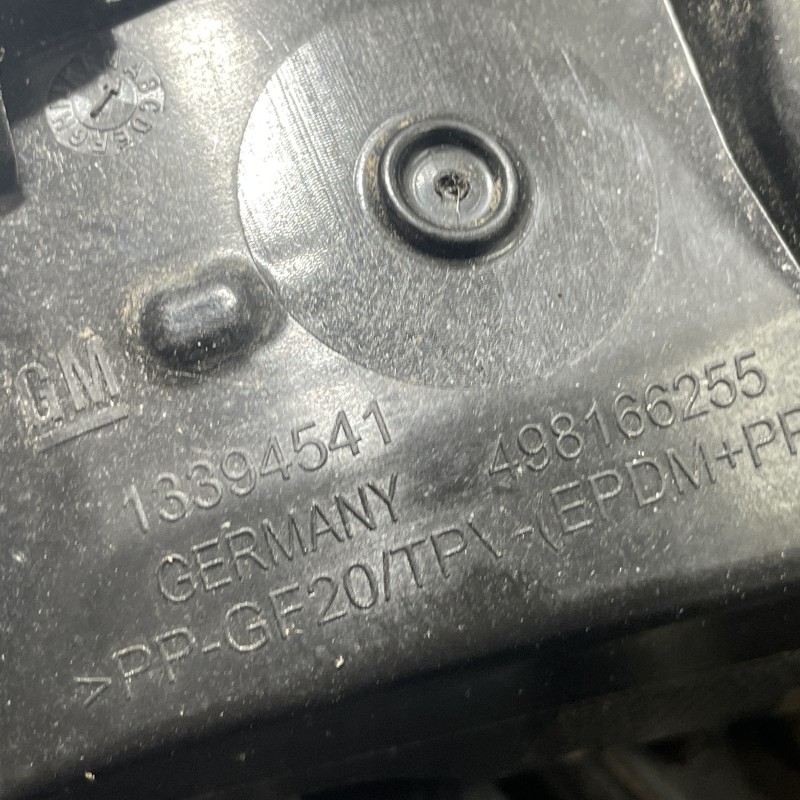 GM
13394541 498166255
GERMANY
>PP-GF20/TPV-(EPDM+PP